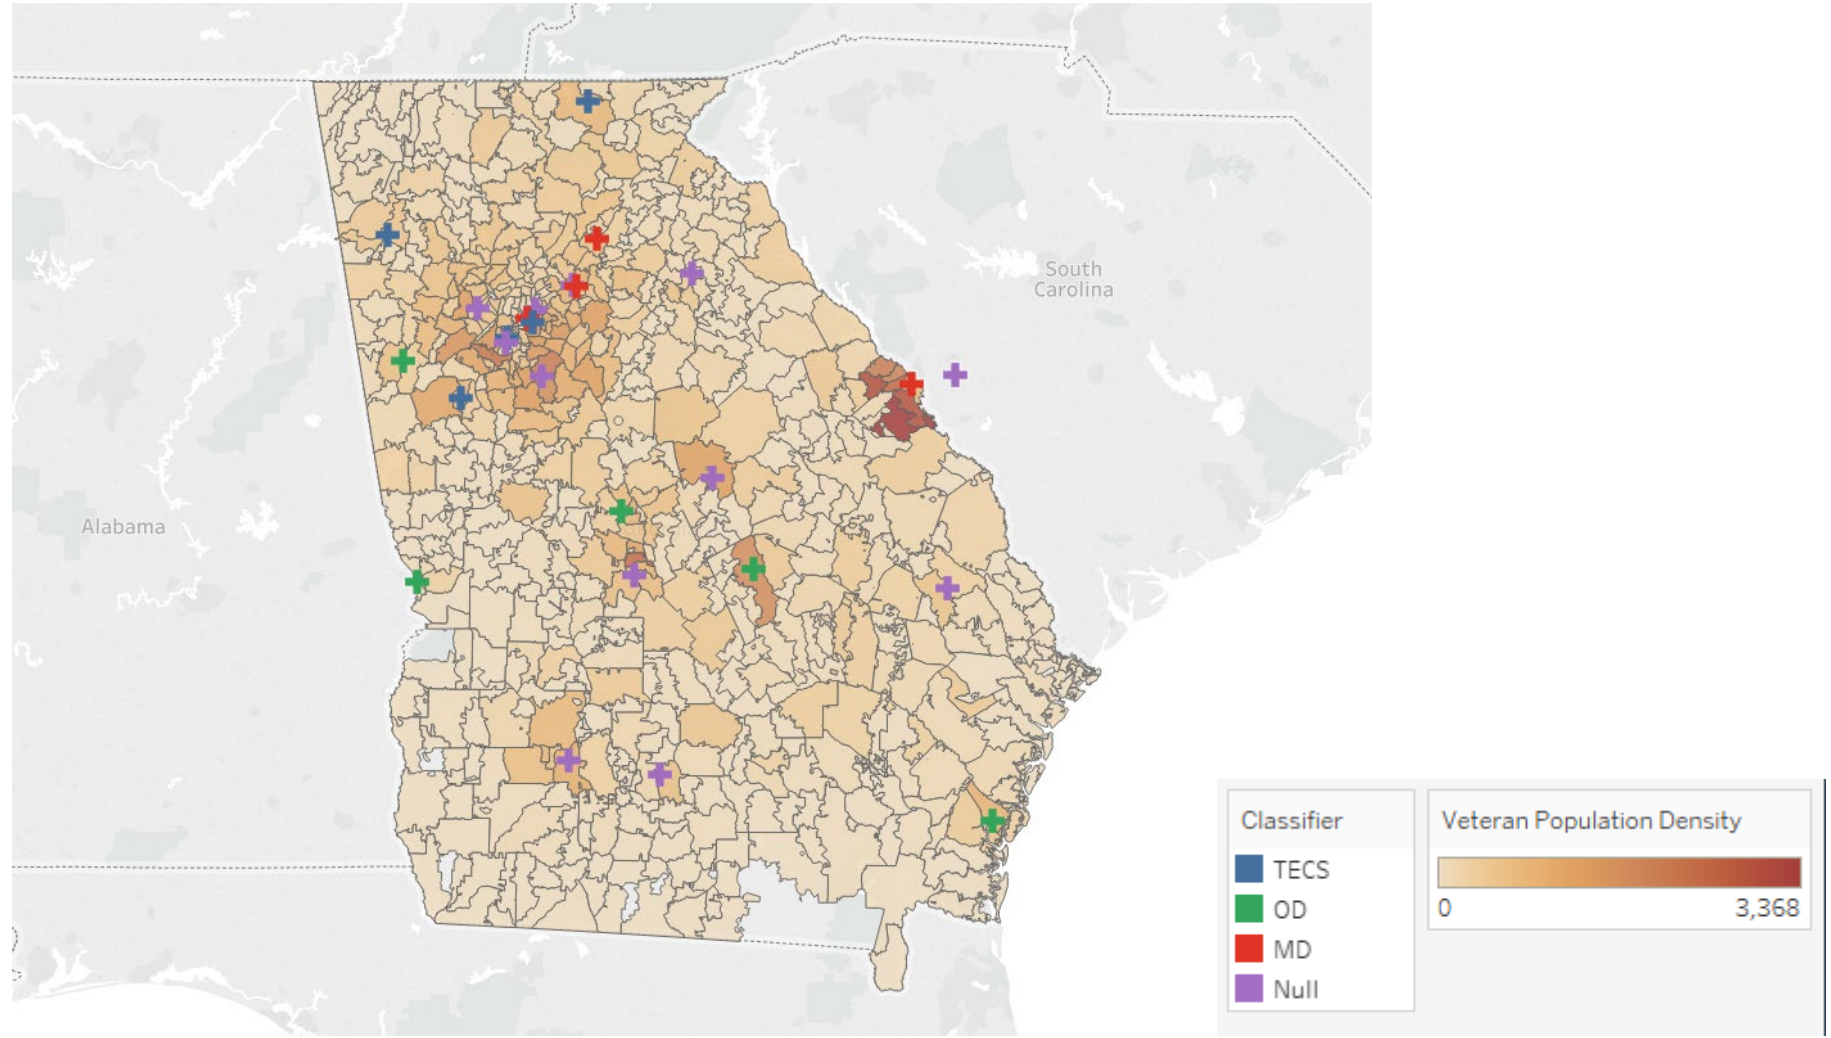 South
Carolina
Alabama
Classifier
TECS
OD
MD
Null
Veteran Population Density
0 3,368